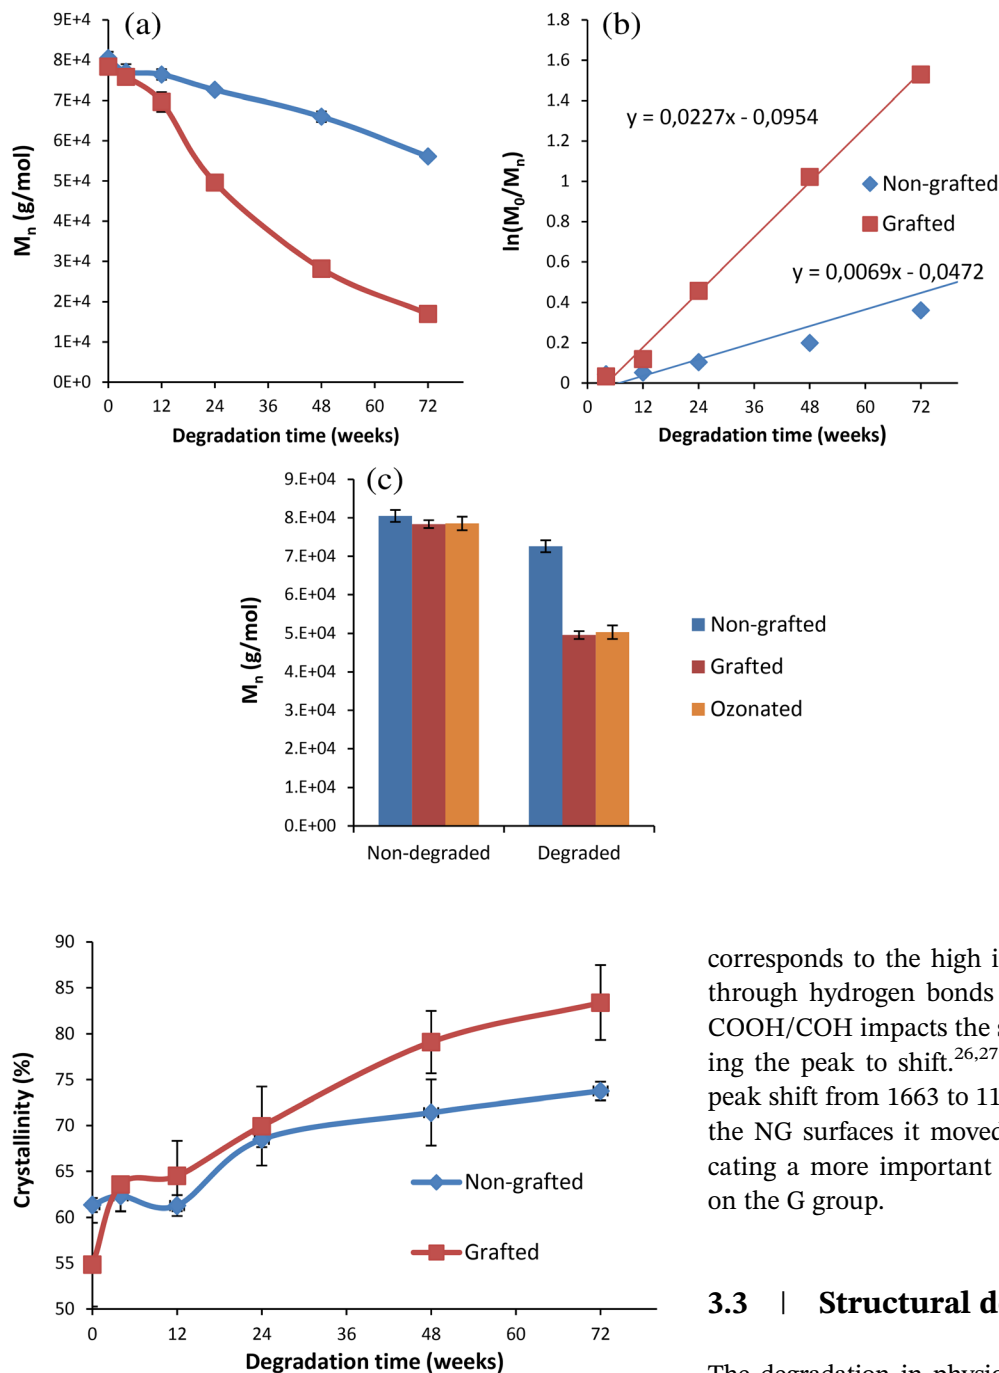 (a)
9E+4
8E+4
7E+4
6E+4
5E+4
4E+4
3E+4
2E+4
1E+4
0E+0
Mn (g/mol)
0 12 24 36 48 60 72
Degradation time (weeks)
(b)
1.8
1.6
1.4
1.2
1
0.8
0.6
0.4
0.2
0
ln(M0/Mn)
y = 0,0227x - 0,0954
Non-grafted
Grafted
y = 0,0069x - 0,0472
0 12 24 36 48 60 72
Degradation time (weeks)
(c)
9.E+04
8.E+04
7.E+04
6.E+04
5.E+04
4.E+04
3.E+04
2.E+04
1.E+04
0.E+00
Mn (g/mol)
Non-degraded Degraded
Non-grafted
Grafted
Ozonated
90
85
80
75
70
65
60
55
50
Crystallinity (%)
Non-grafted
Grafted
0 12 24 36 48 60 72
Degradation time (weeks)
corresponds to the high i
through hydrogen bonds
COOH/COH impacts the s
ing the peak to shift.26,27
peak shift from 1663 to 11
the NG surfaces it moved
cating a more important
on the G group.
3.3 | Structural d
The degradation in physic